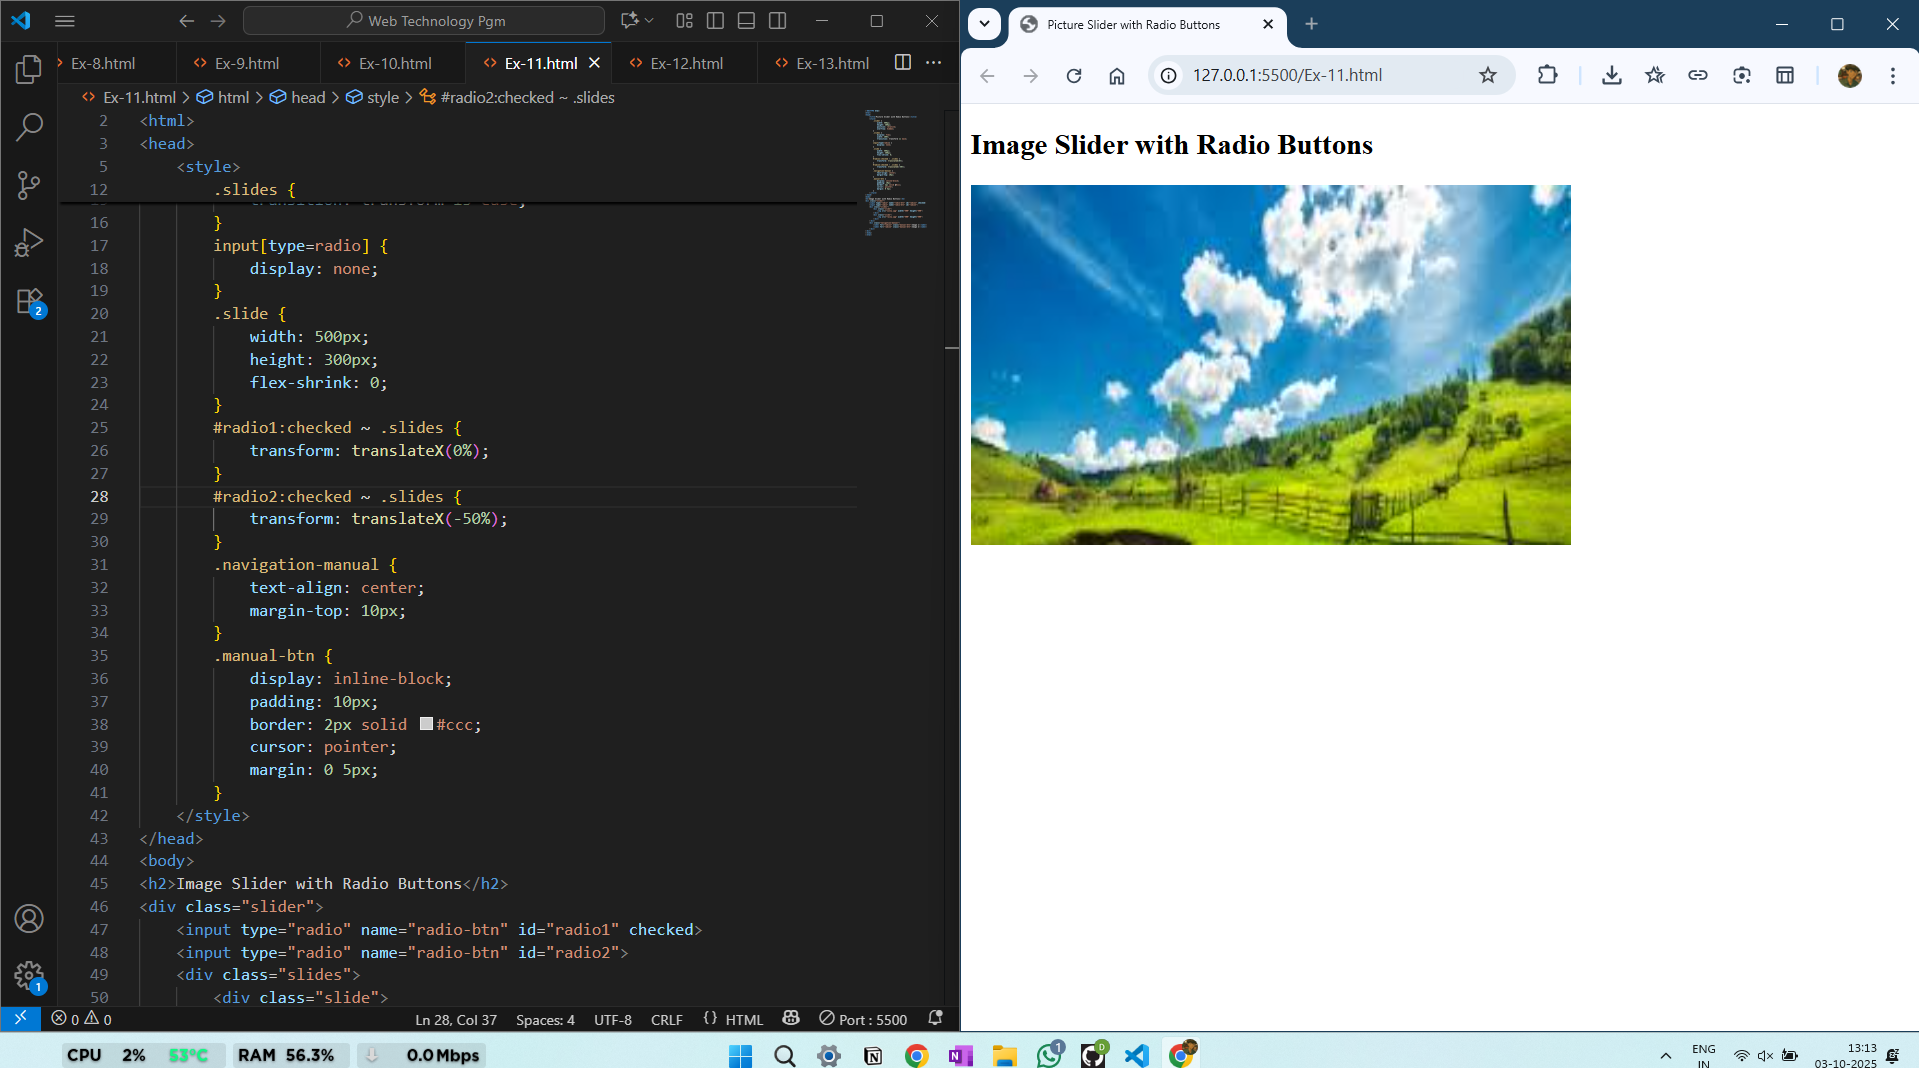 Web Technology Pgm
Ex-8.html
Ex-9.html
Ex-10.html
Ex-11.html
Ex-12.html
Ex-13.html
Ex-11.html > html > head > style > #radio2:checked ~ .slides
2 <html>
3 <head>
5 <style>
12 .slides {
16 }
17 input[type=radio] {
18 display: none;
19 }
20 .slide {
21 width: 500px;
22 height: 300px;
23 flex-shrink: 0;
24 }
25 #radio1:checked ~ .slides {
26 transform: translateX(0%);
27 }
28 #radio2:checked ~ .slides {
29 transform: translateX(-50%);
30 }
31 .navigation-manual {
32 text-align: center;
33 margin-top: 10px;
34 }
35 .manual-btn {
36 display: inline-block;
37 padding: 10px;
38 border: 2px solid #ccc;
39 cursor: pointer;
40 margin: 0 5px;
41 }
42 </style>
43 </head>
44 <body>
45 <h2>Image Slider with Radio Buttons</h2>
46 <div class="slider">
47 <input type="radio" name="radio-btn" id="radio1" checked>
48 <input type="radio" name="radio-btn" id="radio2">
49 <div class="slides">
50 <div class="slide">
2
1
0 0
Ln 28, Col 37
Spaces: 4
UTF-8
CRLF
{} HTML
Port : 5500
Picture Slider with Radio Buttons
127.0.0.1:5500/Ex-11.html
Image Slider with Radio Buttons
CPU 2% 53°C
RAM 56.3%
0.0 Mbps
1
D
ENG
IN
13:13
03-10-2025